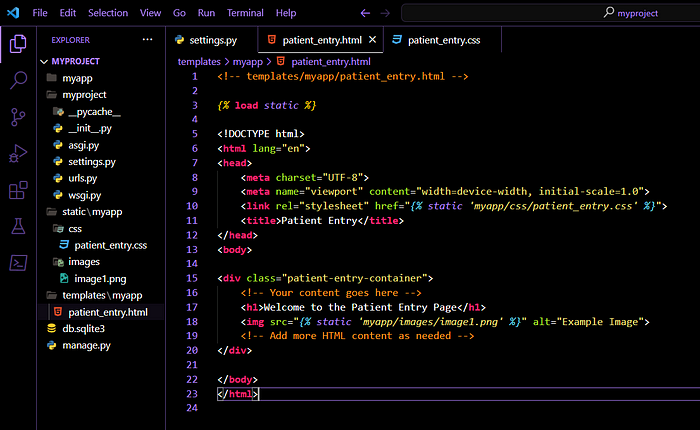 File Edit Selection View Go Run Terminal Help
myproject
EXPLORER
MYPROJECT
myapp
myproject
__pycache__
__init__.py
asgi.py
settings.py
urls.py
wsgi.py
static\myapp
css
patient_entry.css
images
image1.png
templates\myapp
patient_entry.html
db.sqlite3
manage.py
settings.py
patient_entry.html
patient_entry.css
templates > myapp > patient_entry.html
1 <!-- templates/myapp/patient_entry.html -->
2
3 {% load static %}
4
5 <!DOCTYPE html>
6 <html lang="en">
7 <head>
8     <meta charset="UTF-8">
9     <meta name="viewport" content="width=device-width, initial-scale=1.0">
10     <link rel="stylesheet" href="{% static 'myapp/css/patient_entry.css' %}">
11     <title>Patient Entry</title>
12 </head>
13 <body>
14
15 <div class="patient-entry-container">
16     <!-- Your content goes here -->
17     <h1>Welcome to the Patient Entry Page</h1>
18     <img src="{% static 'myapp/images/image1.png' %}" alt="Example Image">
19     <!-- Add more HTML content as needed -->
20 </div>
21
22 </body>
23 </html>
24